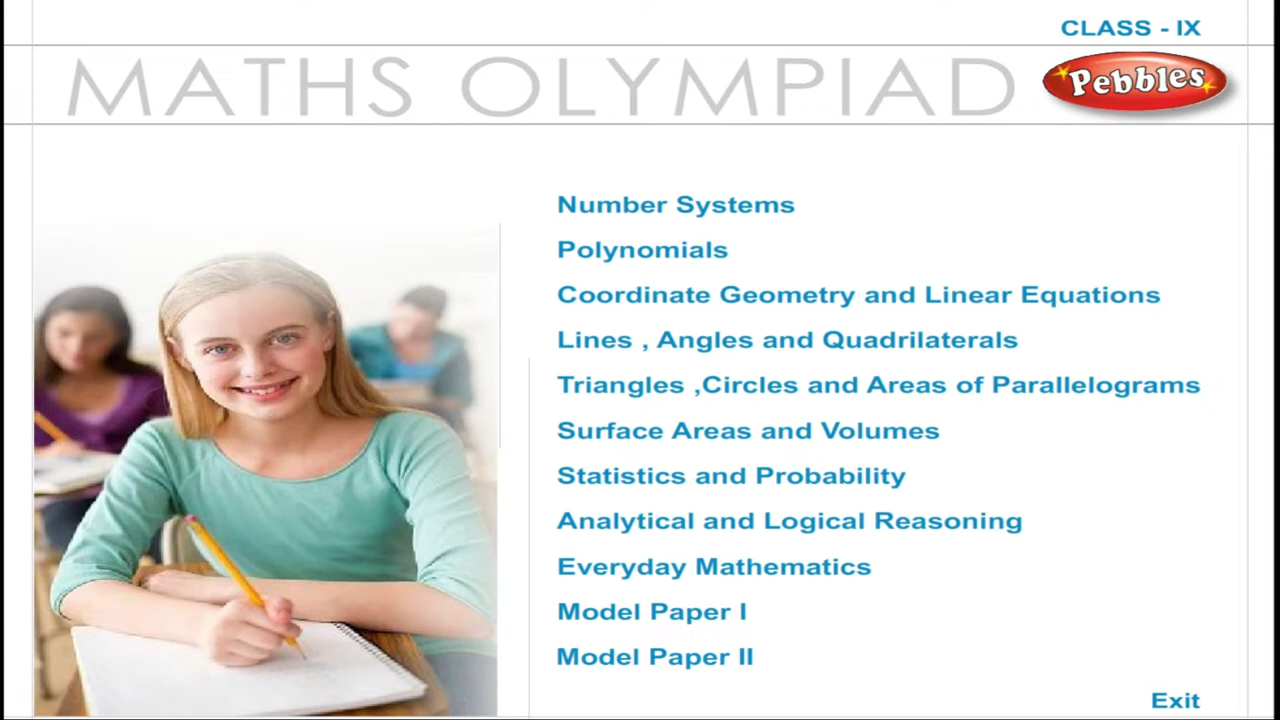 CLASS - IX
MATHS OLYMPIAD
Pebbles
Number Systems
Polynomials
Coordinate Geometry and Linear Equations
Lines , Angles and Quadrilaterals
Triangles ,Circles and Areas of Parallelograms
Surface Areas and Volumes
Statistics and Probability
Analytical and Logical Reasoning
Everyday Mathematics
Model Paper I
Model Paper II
Exit